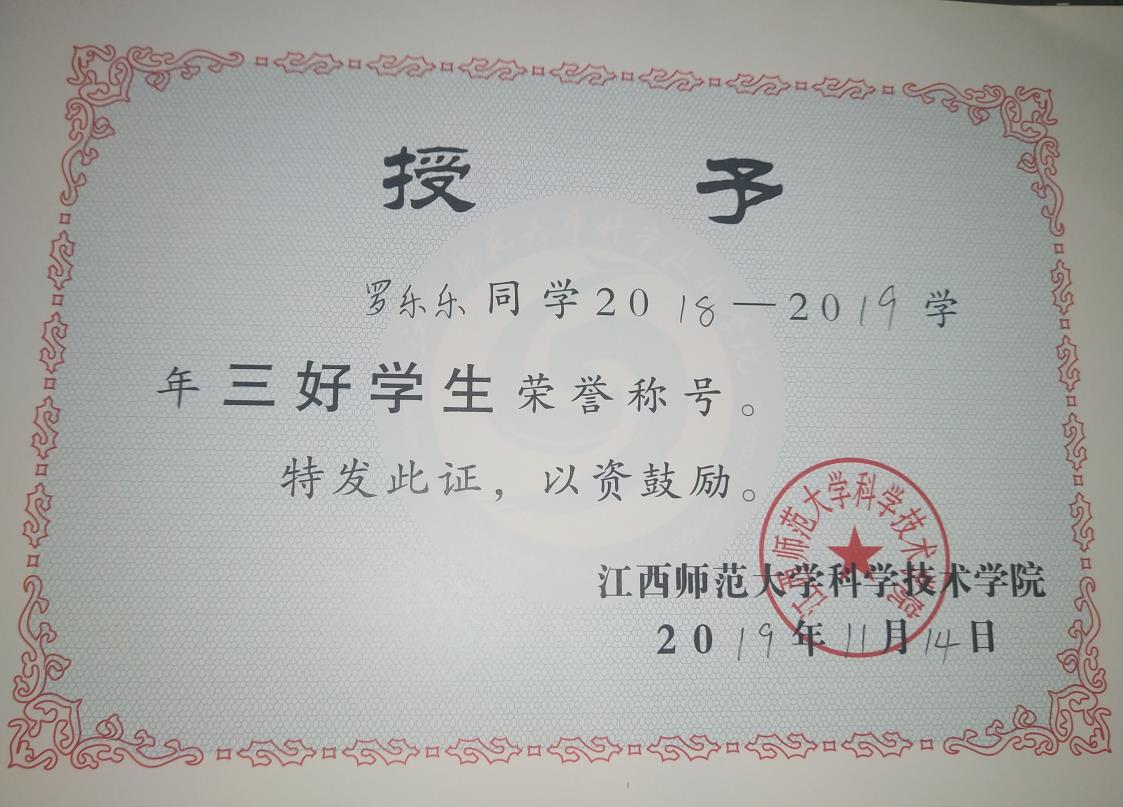 授予
罗乐乐同学2018—2019学
年三好学生荣誉称号。
特发此证，以资鼓励。
江西师范大学科学技术学院
江西师范大学科学技术学院
2019年11月14日